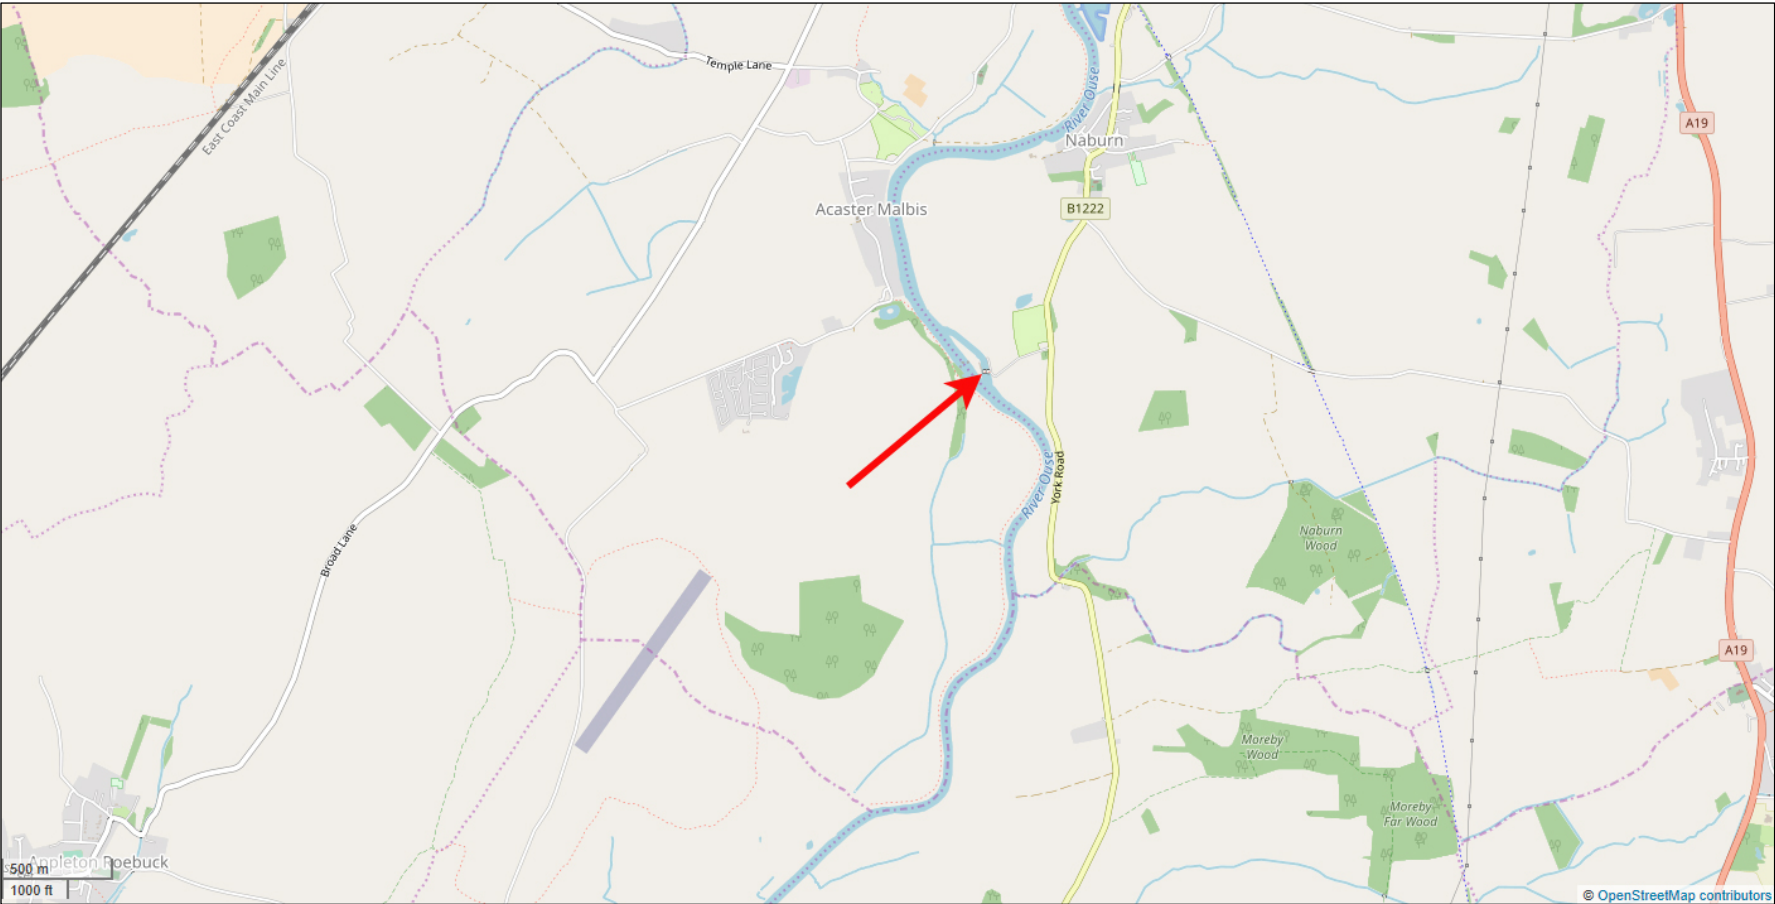 East Coast Main Line
Temple Lane
River Ouse
Naburn
A19
Acaster Malbis
B1222
River Ouse
York Road
Broad Lane
Naburn
Wood
A19
Moreby
Wood
Moreby
Far Wood
Appleton Roebuck
500 m
1000 ft
© OpenStreetMap contributors